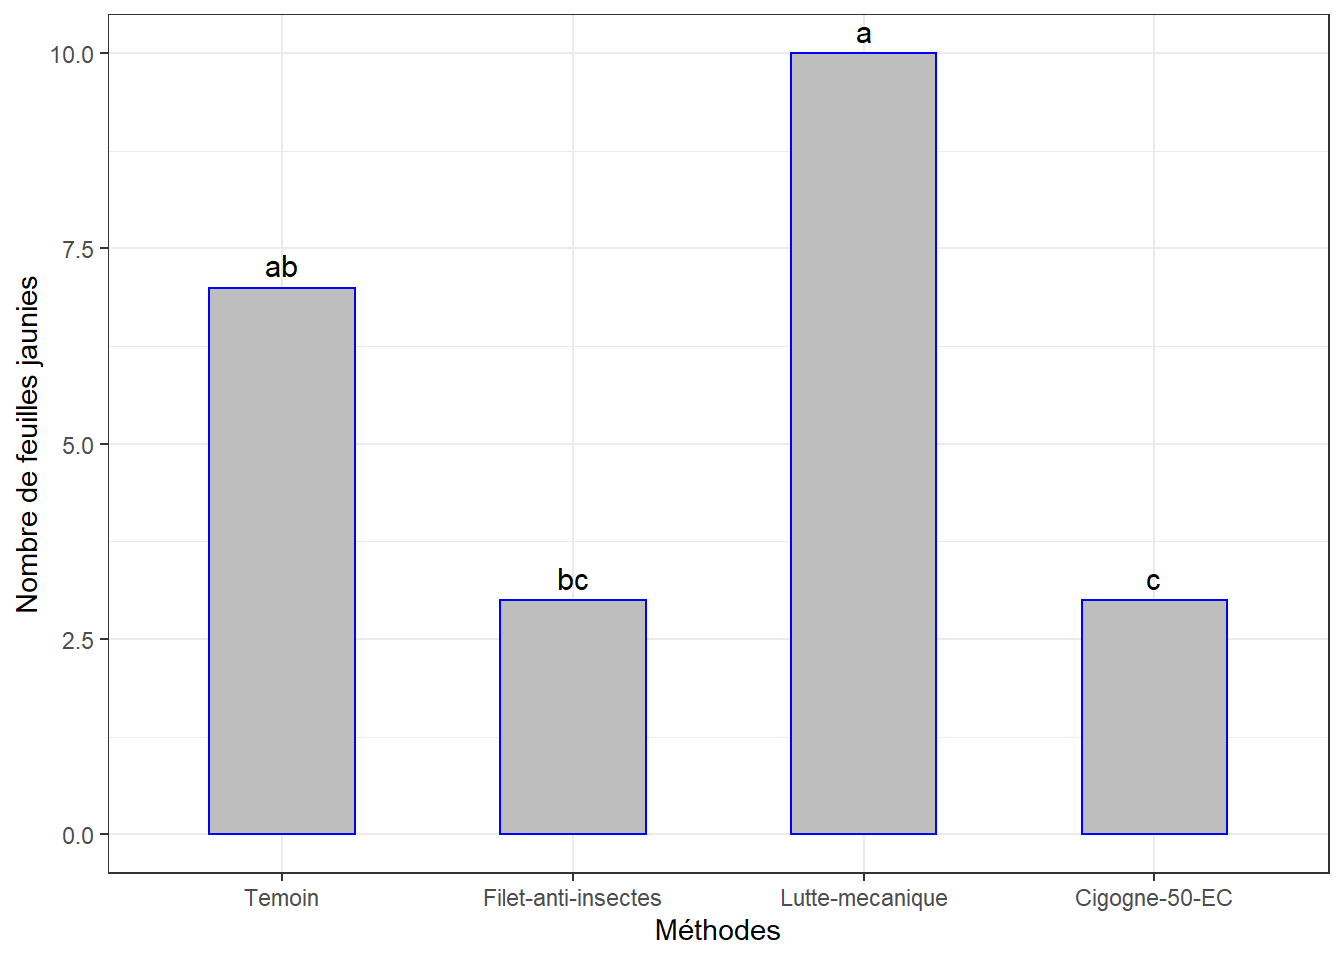 a
10.0
7.5
ab
5.0
bc
c
2.5
0.0
Nombre de feuilles jaunies
Temoin Filet-anti-insectes Lutte-mecanique Cigogne-50-EC
Méthodes